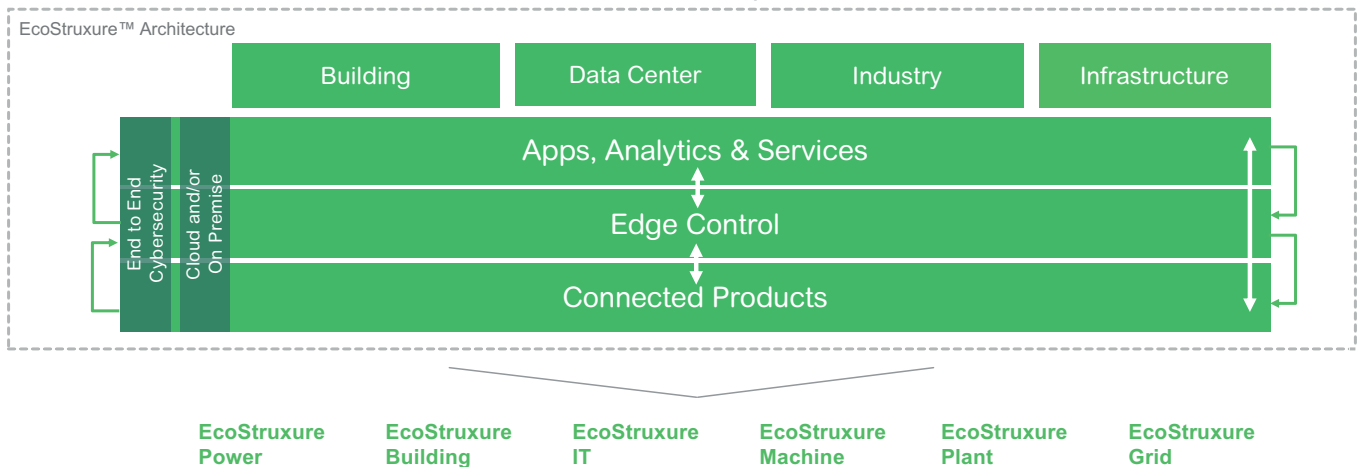 EcoStruxure™ Architecture
Building
Data Center
Industry
Infrastructure
End to End
Cybersecurity
Cloud and/or
On Premise
Apps, Analytics & Services
Edge Control
Connected Products
EcoStruxure
Power
EcoStruxure
Building
EcoStruxure
IT
EcoStruxure
Machine
EcoStruxure
Plant
EcoStruxure
Grid